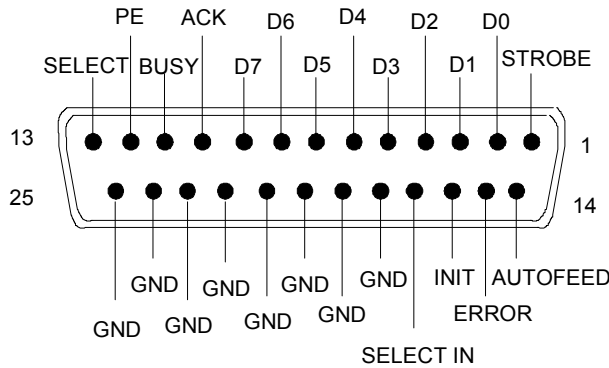 PE ACK D6 D4 D2 D0
SELECT BUSY D7 D5 D3 D1 STROBE
13 1
25 14
GND GND GND GND INIT AUTOFEED
GND GND GND GND ERROR
SELECT IN